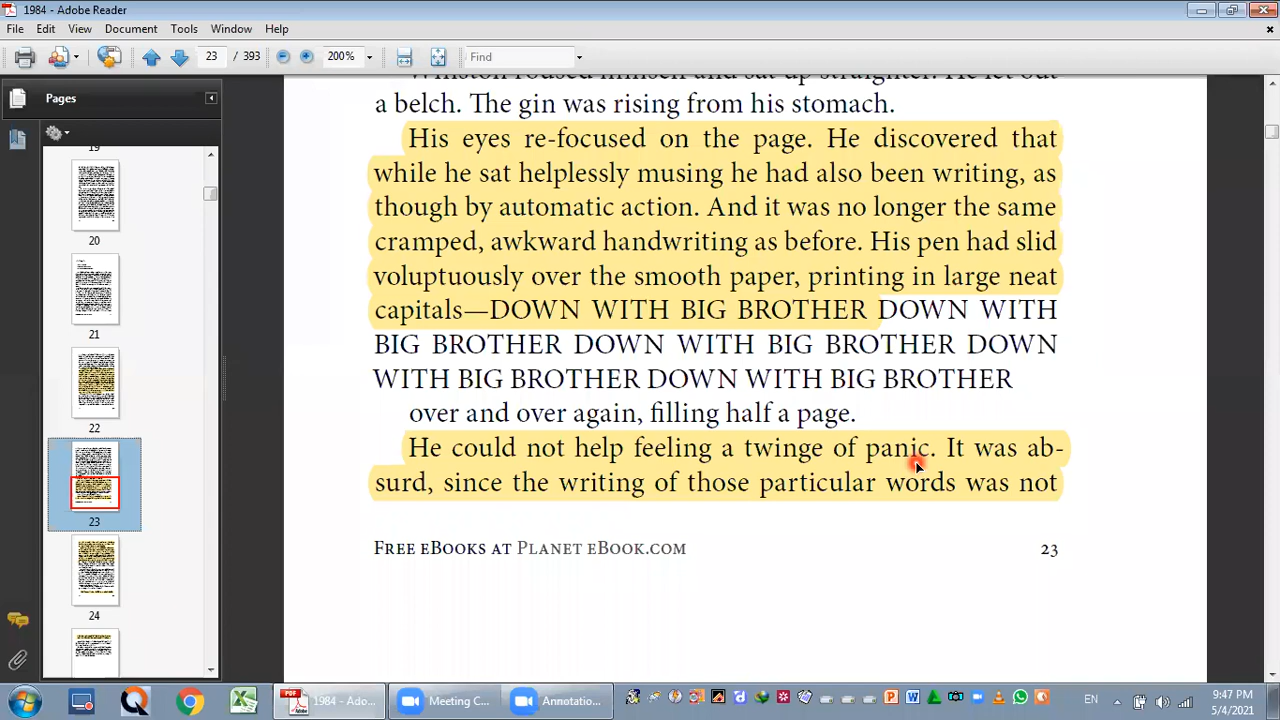 1984 - Adobe Reader
File Edit View Document Tools Window Help
23 / 393 200% Find
Pages
19
20
21
22
23
24
a belch. The gin was rising from his stomach.
His eyes re-focused on the page. He discovered that
while he sat helplessly musing he had also been writing, as
though by automatic action. And it was no longer the same
cramped, awkward handwriting as before. His pen had slid
voluptuously over the smooth paper, printing in large neat
capitals—DOWN WITH BIG BROTHER DOWN WITH
BIG BROTHER DOWN WITH BIG BROTHER DOWN
WITH BIG BROTHER DOWN WITH BIG BROTHER
over and over again, filling half a page.
He could not help feeling a twinge of panic. It was ab-
surd, since the writing of those particular words was not
Free eBooks at Planet eBook.com 23
1984 - Ado... Meeting C... Annotatio... EN 9:47 PM
5/4/2021